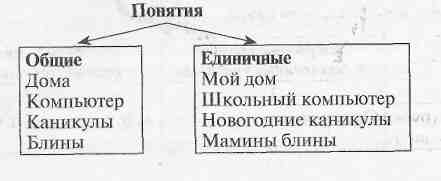 Понятия
Общие
Дома
Компьютер
Каникулы
Блины
Единичные
Мой дом
Школьный компьютер
Новогодние каникулы
Мамины блины